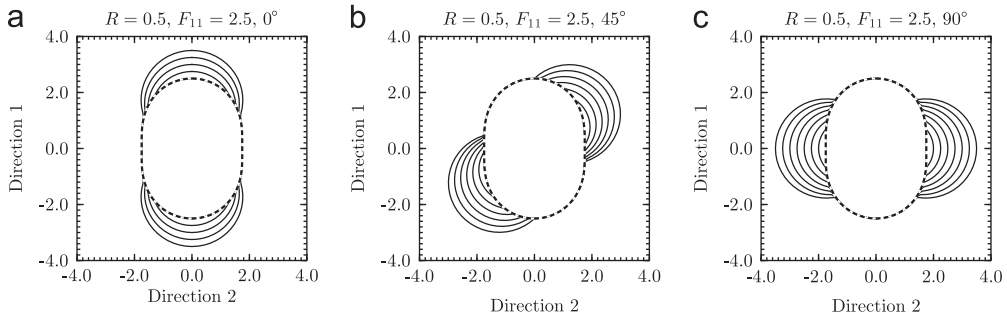 a
R = 0.5, F₁₁ = 2.5, 0°
4.0
2.0
0.0
-2.0
-4.0
Direction 1
-4.0 -2.0 0.0 2.0 4.0
Direction 2
b
R = 0.5, F₁₁ = 2.5, 45°
4.0
2.0
0.0
-2.0
-4.0
Direction 1
-4.0 -2.0 0.0 2.0 4.0
Direction 2
c
R = 0.5, F₁₁ = 2.5, 90°
4.0
2.0
0.0
-2.0
-4.0
Direction 1
-4.0 -2.0 0.0 2.0 4.0
Direction 2